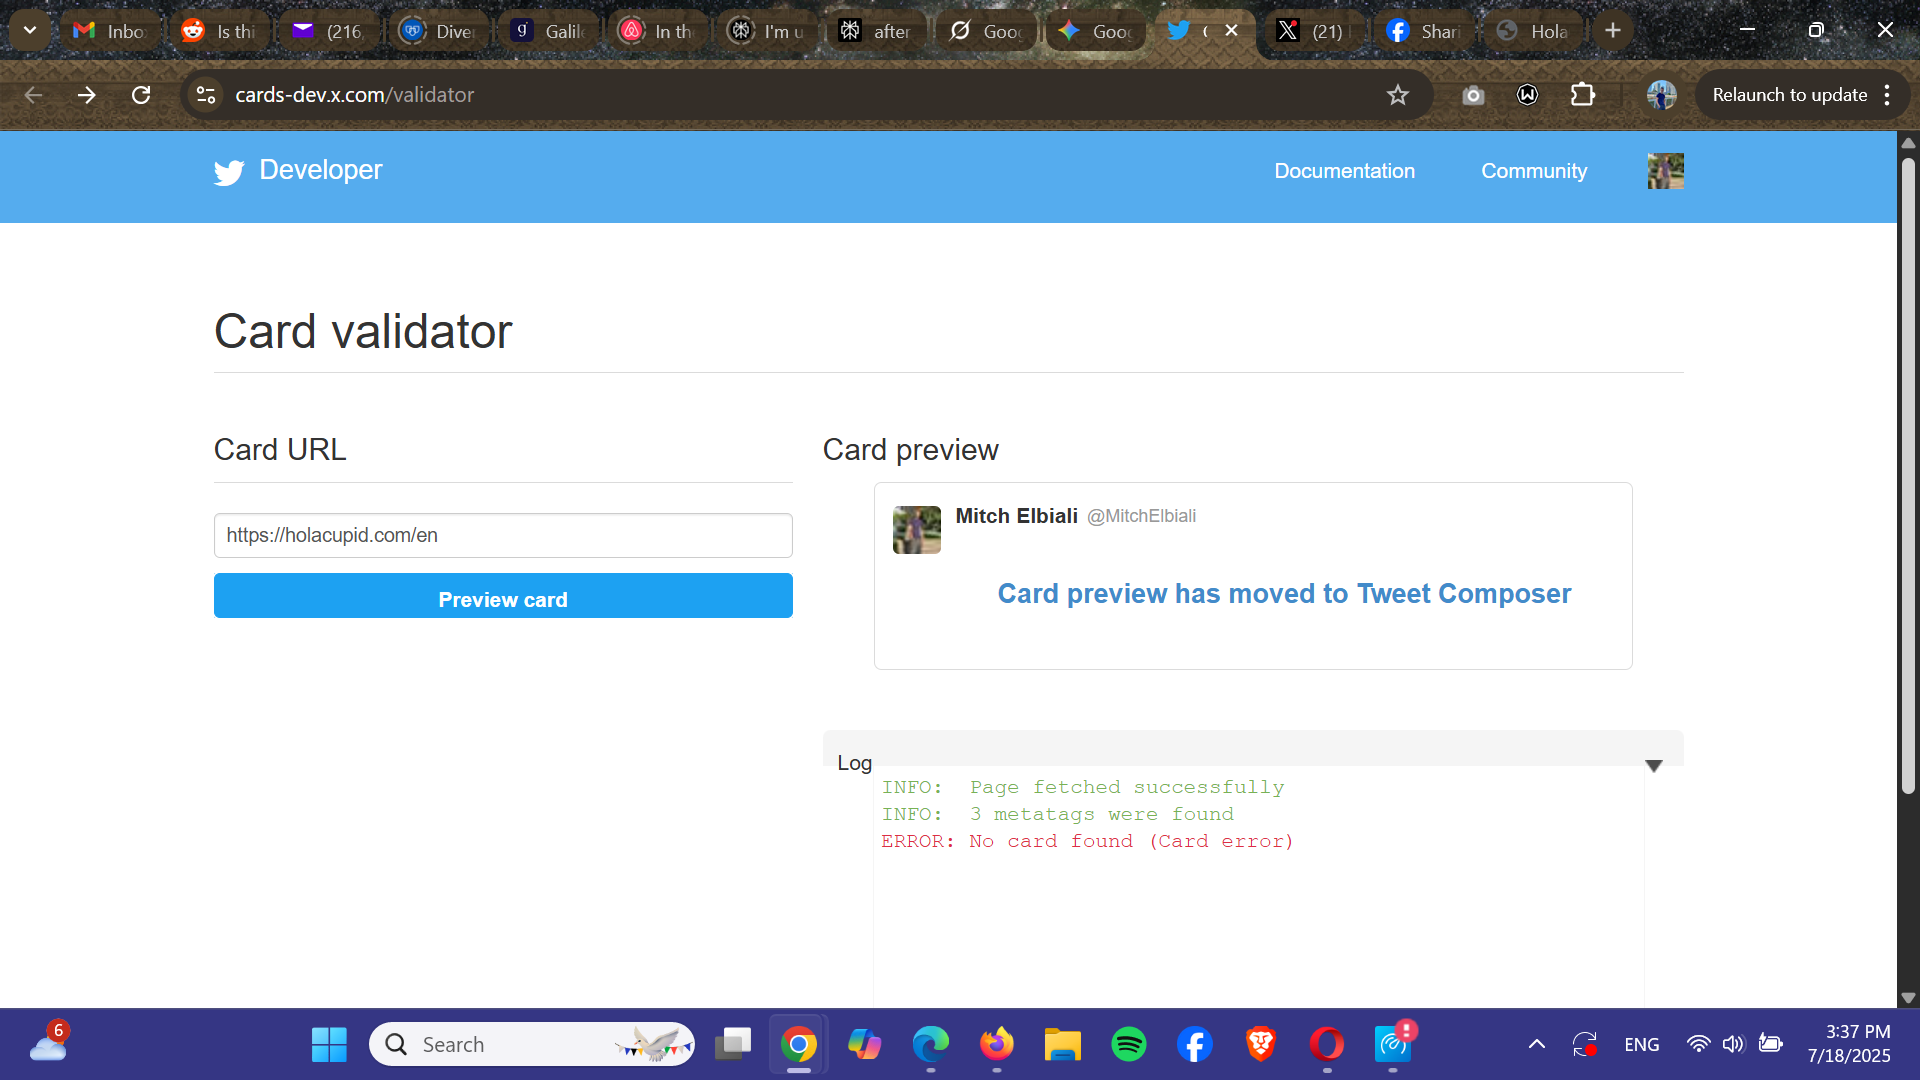 Inbo
Is thi
(216,
Dive
Galil
In th
I'm u
after
Goog
Goog
(21)
Shari
Hola
cards-dev.x.com/validator
Relaunch to update
Developer
Documentation
Community
Card validator
Card URL
Card preview
https://holacupid.com/en
Preview card
Mitch Elbiali @MitchElbiali
Card preview has moved to Tweet Composer
Log
INFO: Page fetched successfully
INFO: 3 metatags were found
ERROR: No card found (Card error)
6
Search
ENG
3:37 PM
7/18/2025